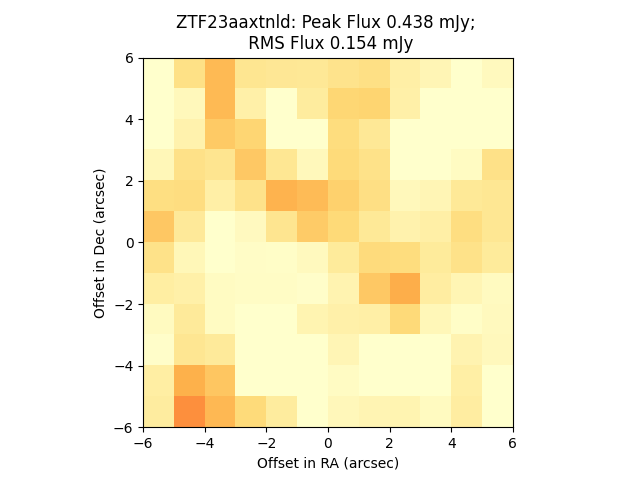 ZTF23aaxtnld: Peak Flux 0.438 mJy;
RMS Flux 0.154 mJy
6
4
2
0
−2
−4
−6
Offset in Dec (arcsec)
−6 −4 −2 0 2 4 6
Offset in RA (arcsec)